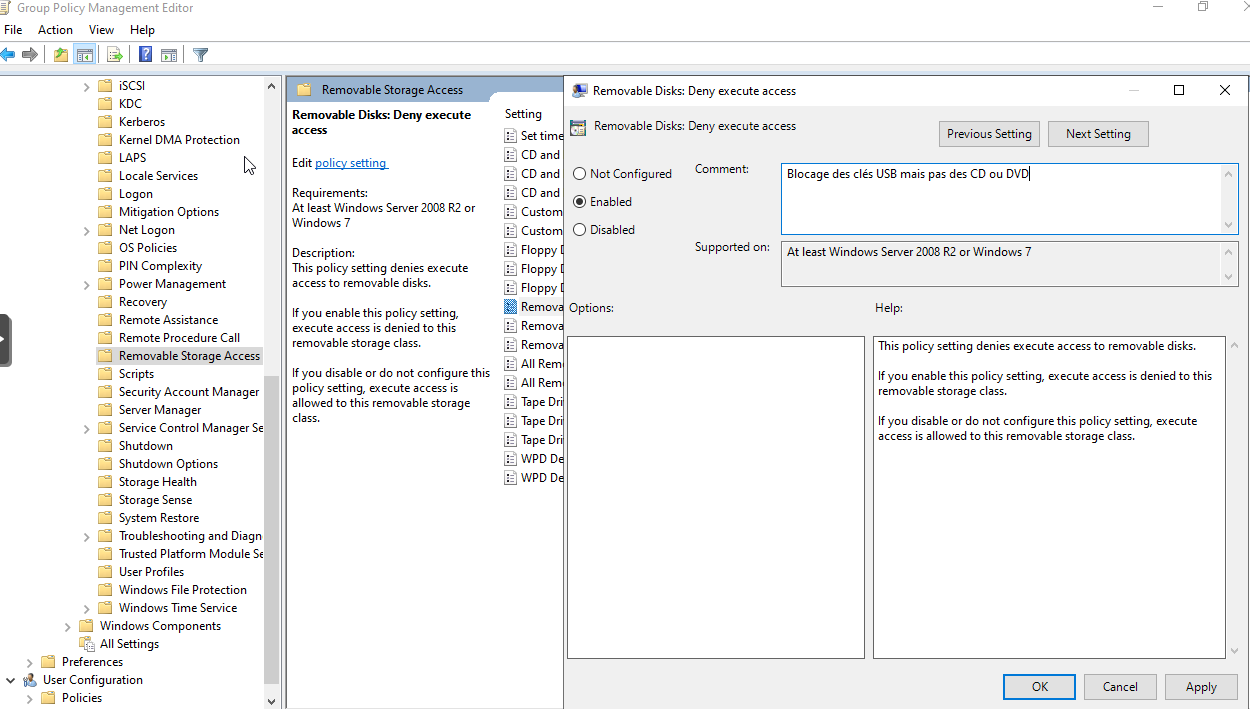 Group Policy Management Editor
File Action View Help
iSCSI
KDC
Kerberos
Kernel DMA Protection
LAPS
Locale Services
Logon
Mitigation Options
Net Logon
OS Policies
PIN Complexity
Power Management
Recovery
Remote Assistance
Remote Procedure Call
Removable Storage Access
Scripts
Security Account Manager
Server Manager
Service Control Manager Se
Shutdown
Shutdown Options
Storage Health
Storage Sense
System Restore
Troubleshooting and Diagn
Trusted Platform Module Se
User Profiles
Windows File Protection
Windows Time Service
Windows Components
All Settings
Preferences
User Configuration
Policies
Removable Storage Access
Removable Disks: Deny execute
access
Edit policy setting
Requirements:
At least Windows Server 2008 R2 or
Windows 7
Description:
This policy setting denies execute
access to removable disks.
If you enable this policy setting,
execute access is denied to this
removable storage class.
If you disable or do not configure this
policy setting, execute access is
allowed to this removable storage
class.
Setting
Set time
CD and
CD and
CD and
Custom
Custom
Floppy D
Floppy D
Floppy D
Remova
Remova
Remova
All Rem
All Rem
Tape Dri
Tape Dri
Tape Dri
WPD De
WPD De
Removable Disks: Deny execute access
Removable Disks: Deny execute access
Previous Setting Next Setting
Not Configured
Enabled
Disabled
Comment:
Blocage des clés USB mais pas des CD ou DVD
Supported on:
At least Windows Server 2008 R2 or Windows 7
Options:
Help:
This policy setting denies execute access to removable disks.
If you enable this policy setting, execute access is denied to this
removable storage class.
If you disable or do not configure this policy setting, execute
access is allowed to this removable storage class.
OK Cancel Apply